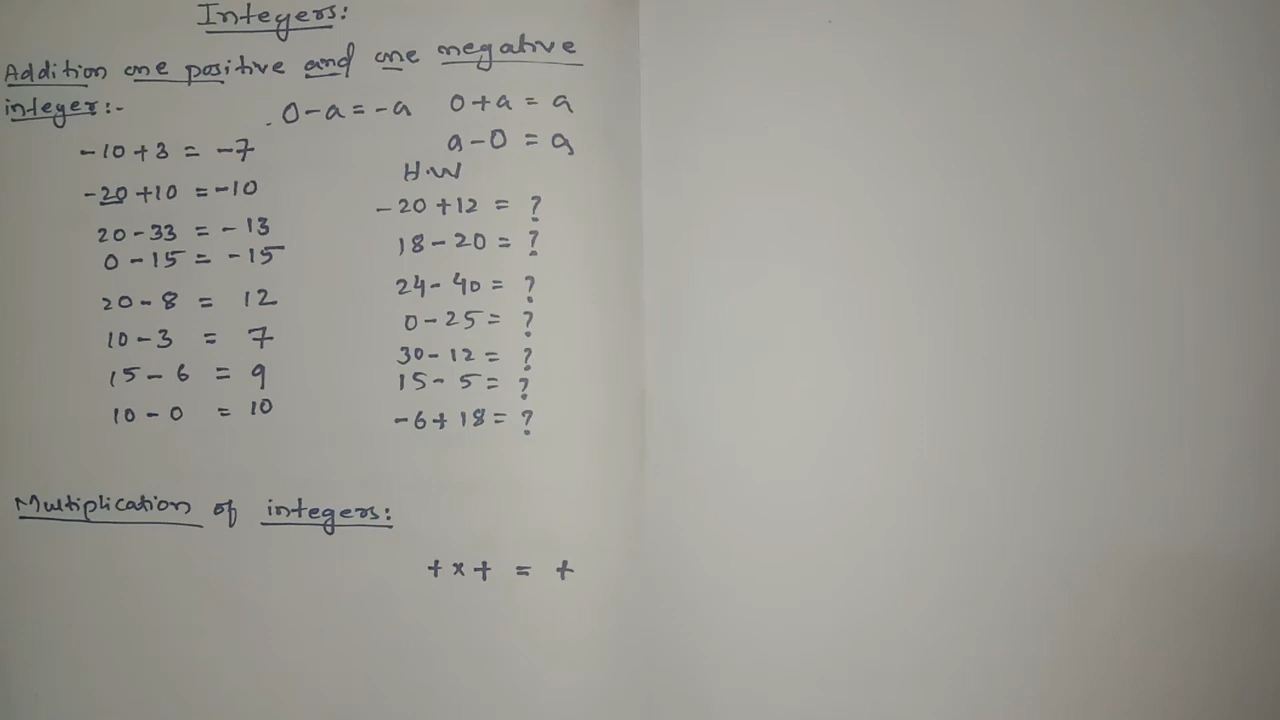 Integers:
Addition one positive and one negative
integer:-
0-a=-a 0+a = a
a-0 = a
-10+3 = -7
-20+10 =-10
20-33 = -13
0-15 = -15
20-8 = 12
10-3 = 7
15-6 = 9
10-0 = 10
H.W
-20+12 = ?
18-20 = ?
24-40 = ?
0-25 = ?
30-12 = ?
15-5 = ?
-6+18 = ?
Multiplication of integers:
+ x + = +